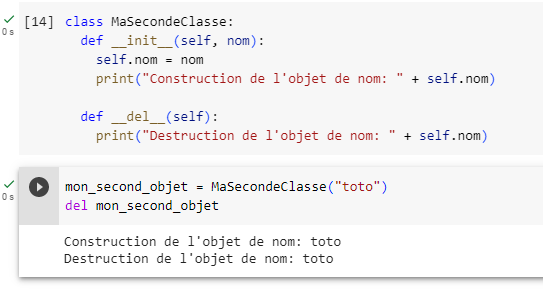 [14] class MaSecondeClasse:
0 s
def __init__(self, nom):
self.nom = nom
print("Construction de l'objet de nom: " + self.nom)
def __del__(self):
print("Destruction de l'objet de nom: " + self.nom)
mon_second_objet = MaSecondeClasse("toto")
0 s
del mon_second_objet
Construction de l'objet de nom: toto
Destruction de l'objet de nom: toto